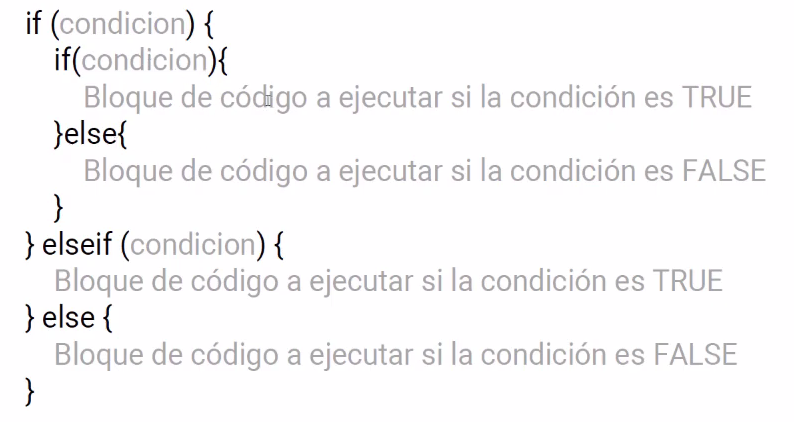 if (condicion) {
if(condicion){
Bloque de código a ejecutar si la condición es TRUE
}else{
Bloque de código a ejecutar si la condición es FALSE
}
} elseif (condicion) {
Bloque de código a ejecutar si la condición es TRUE
} else {
Bloque de código a ejecutar si la condición es FALSE
}